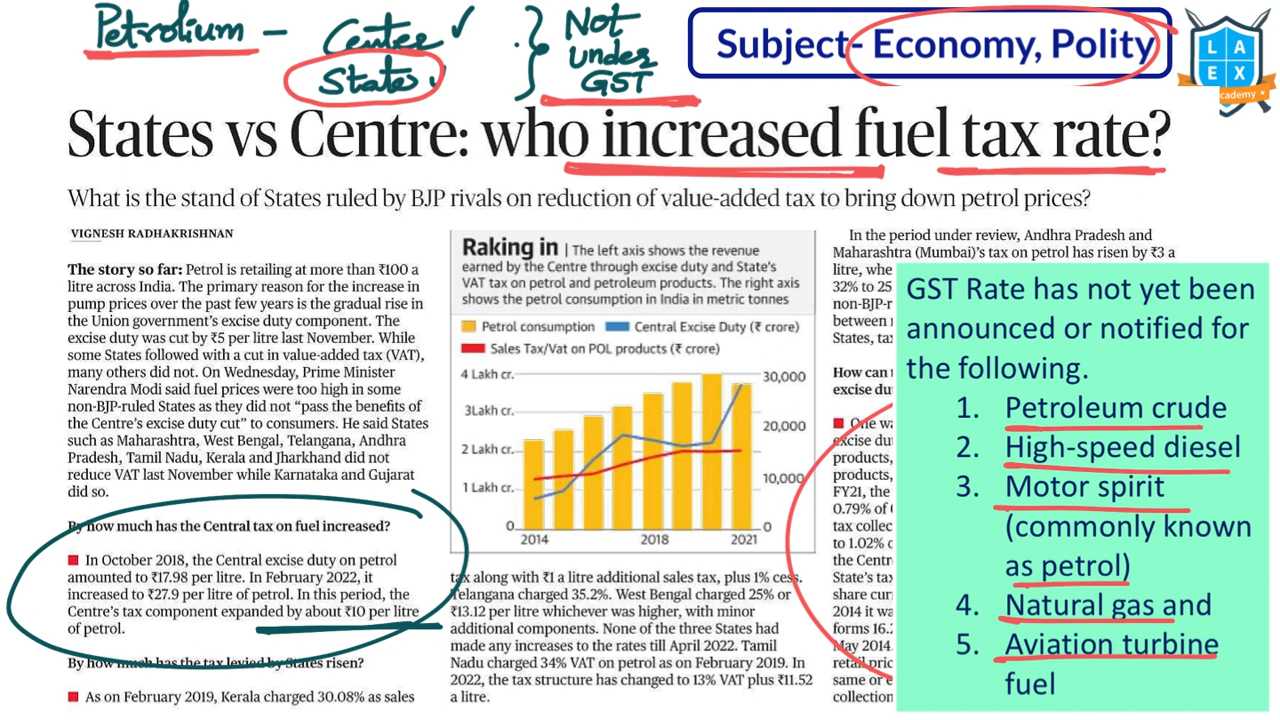 Petrolium - Center
States
Not
Under
GST
Subject- Economy, Polity
L A
E X
cademy
States vs Centre: who increased fuel tax rate?
What is the stand of States ruled by BJP rivals on reduction of value-added tax to bring down petrol prices?
VIGNESH RADHAKRISHNAN
The story so far: Petrol is retailing at more than ₹100 a
litre across India. The primary reason for the increase in
pump prices over the past few years is the gradual rise in
the Union government's excise duty component. The
excise duty was cut by ₹5 per litre last November. While
some States followed with a cut in value-added tax (VAT),
many others did not. On Wednesday, Prime Minister
Narendra Modi said fuel prices were too high in some
non-BJP-ruled States as they did not “pass the benefits of
the Centre's excise duty cut” to consumers. He said States
such as Maharashtra, West Bengal, Telangana, Andhra
Pradesh, Tamil Nadu, Kerala and Jharkhand did not
reduce VAT last November while Karnataka and Gujarat
did so.
By how much has the Central tax on fuel increased?
In October 2018, the Central excise duty on petrol
amounted to ₹17.98 per litre. In February 2022, it
increased to ₹27.9 per litre of petrol. In this period, the
Centre's tax component expanded by about ₹10 per litre
of petrol.
By how much has the tax levied by States risen?
As on February 2019, Kerala charged 30.08% as sales
Raking in | The left axis shows the revenue
earned by the Centre through excise duty and State's
VAT tax on petrol and petroleum products. The right axis
shows the petrol consumption in India in metric tonnes
Petrol consumption Central Excise Duty (₹ crore)
Sales Tax/Vat on POL products (₹ crore)
4 Lakh cr. 30,000
3Lakh cr.
20,000
2 Lakh cr.
10,000
1 Lakh cr.
0 0
2014 2018 2021
tax along with ₹1 a litre additional sales tax, plus 1% cess.
Telangana charged 35.2%. West Bengal charged 25% or
₹13.12 per litre whichever was higher, with minor
additional components. None of the three States had
made any increases to the rates till April 2022. Tamil
Nadu charged 34% VAT on petrol as on February 2019. In
2022, the tax structure has changed to 13% VAT plus ₹11.52
a litre.
In the period under review, Andhra Pradesh and
Maharashtra (Mumbai)'s tax on petrol has risen by ₹3 a
litre, whe
32% to 25
non-BJP-r
between
States, tax
How can
excise du
One wa
excise du
products,
products,
FY21, the
0.79% of
tax collec
to 1.02%
the Centr
State's tax
share cur
2014 it wa
forms 16.2
May 2014.
retail pric
same or e
collection
GST Rate has not yet been
announced or notified for
the following.
1. Petroleum crude
2. High-speed diesel
3. Motor spirit
(commonly known
as petrol)
4. Natural gas and
5. Aviation turbine
fuel